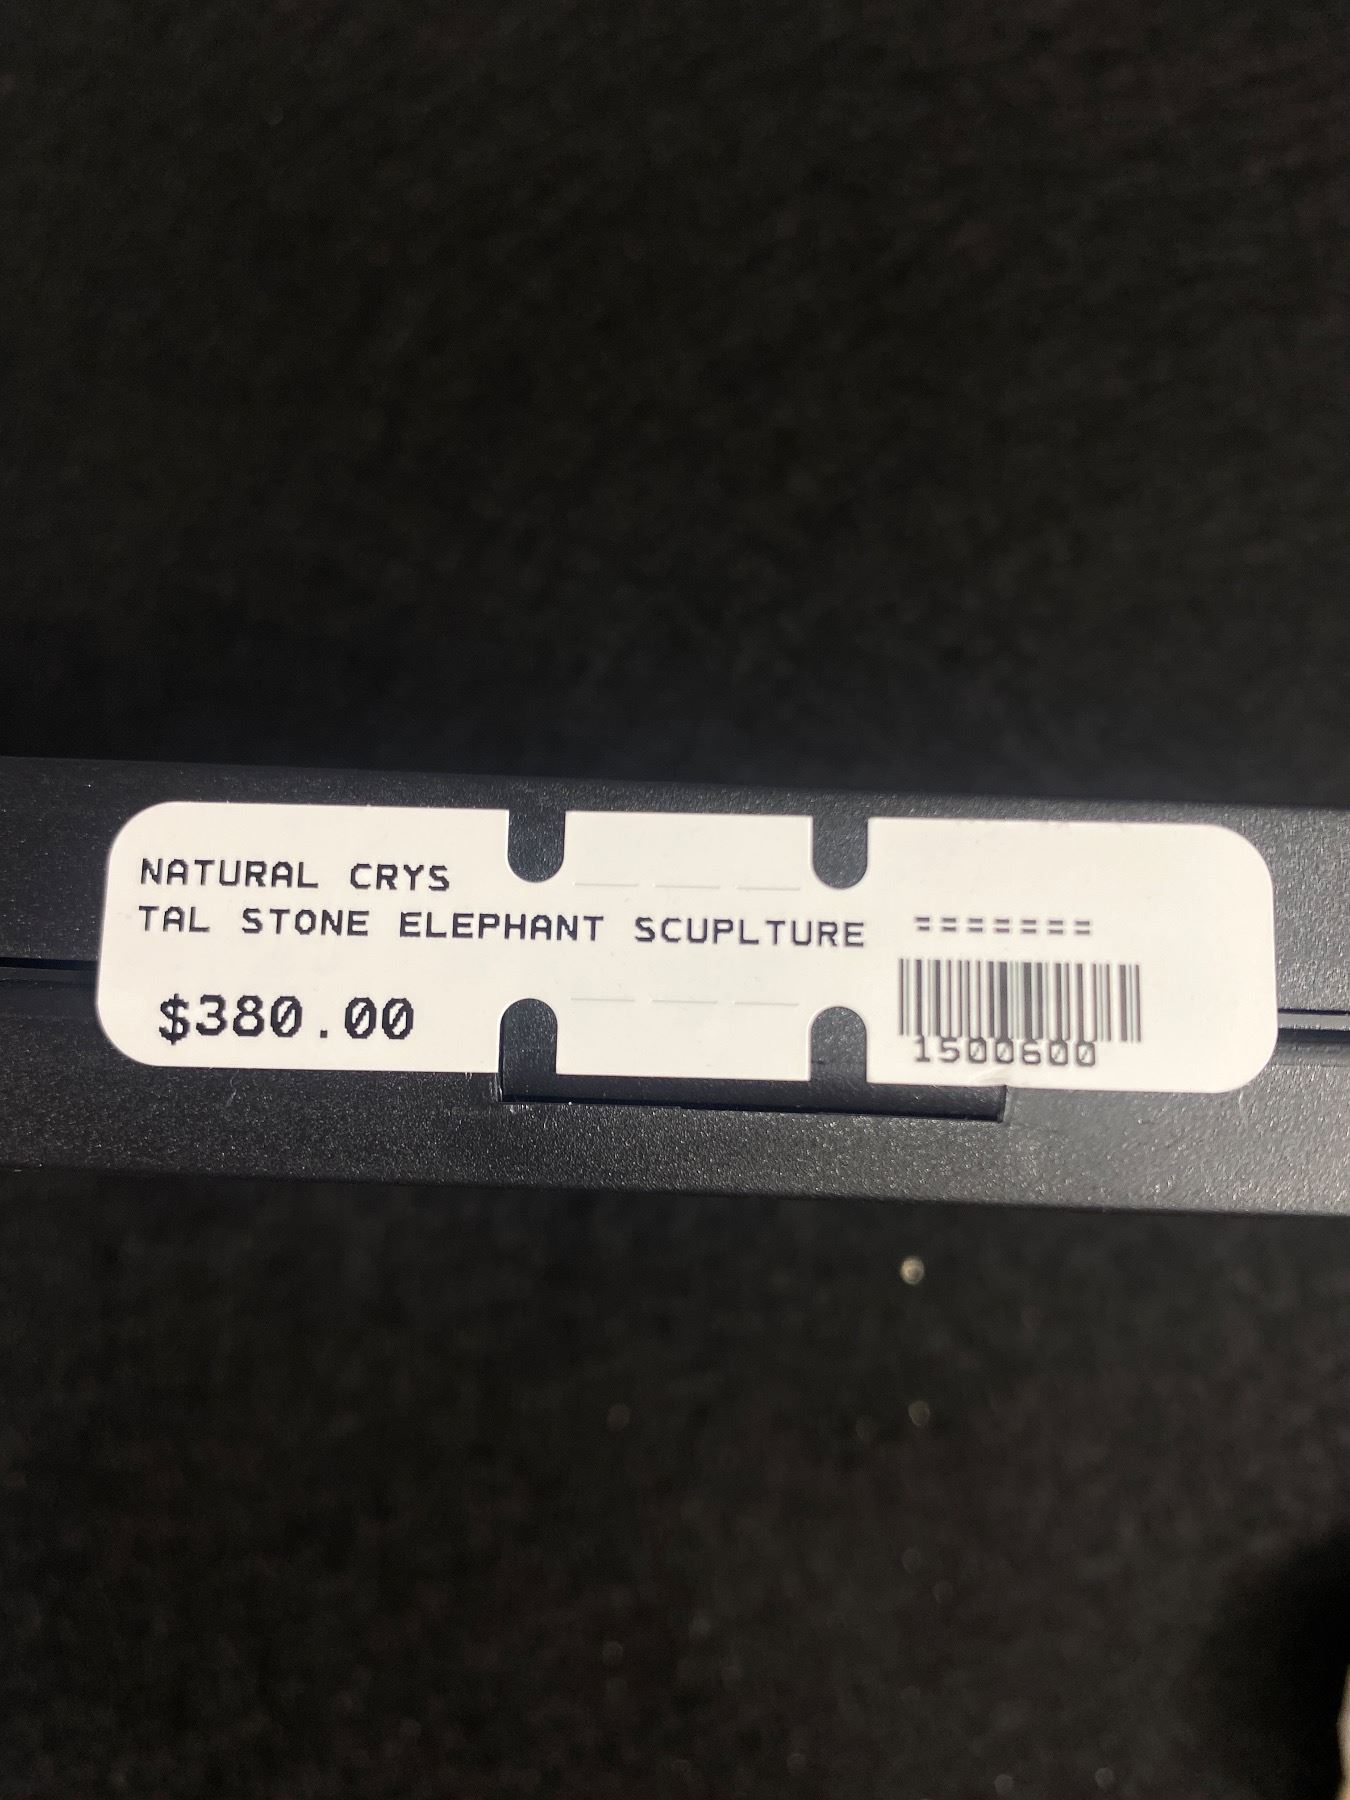 NATURAL CRYS
TAL STONE ELEPHANT SCUPLTURE
=======
$380.00
1500600